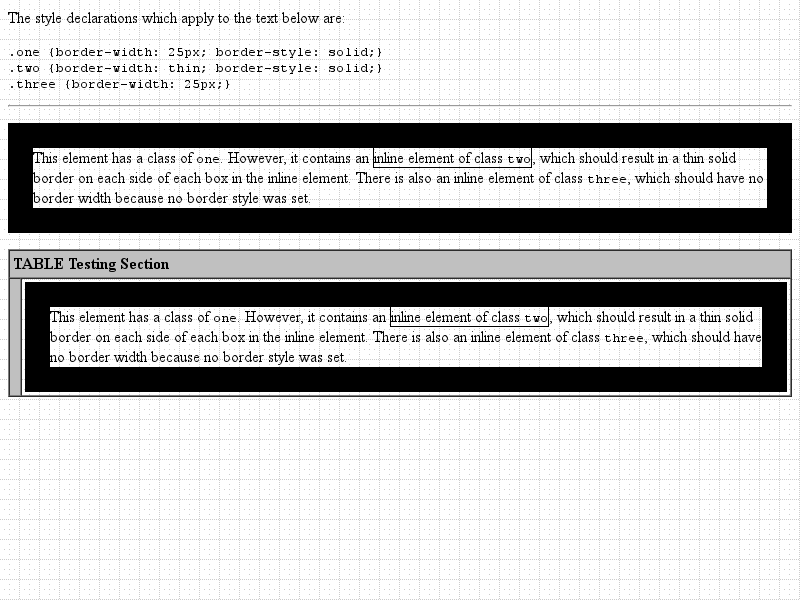 The style declarations which apply to the text below are:
.one {border-width: 25px; border-style: solid;}
.two {border-width: thin; border-style: solid;}
.three {border-width: 25px;}
This element has a class of one. However, it contains an inline element of class two, which should result in a thin solid
border on each side of each box in the inline element. There is also an inline element of class three, which should have no
border width because no border style was set.
TABLE Testing Section
This element has a class of one. However, it contains an inline element of class two, which should result in a thin solid
border on each side of each box in the inline element. There is also an inline element of class three, which should have
no border width because no border style was set.